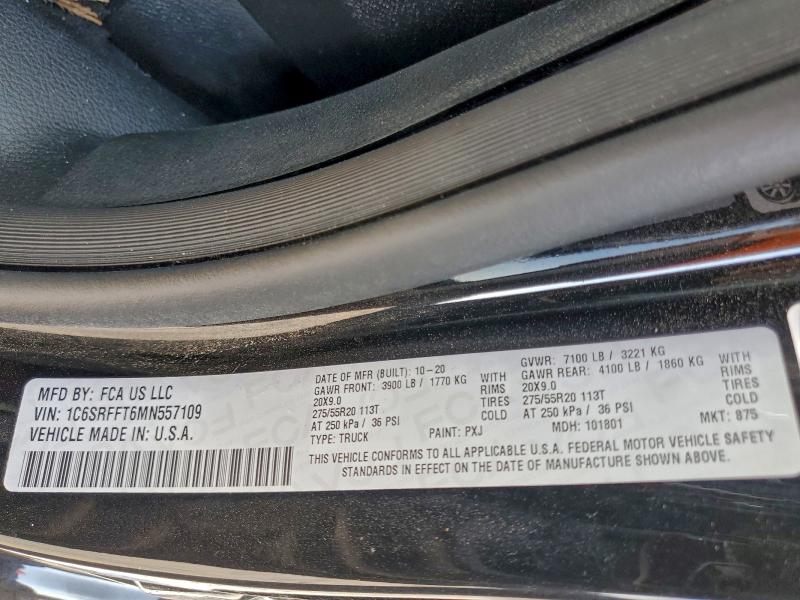 MFD BY: FCA US LLC
VIN: 1C6SRFFT6MN557109
VEHICLE MADE IN: U.S.A.
DATE OF MFR (BUILT): 10-20
GAWR FRONT: 3900 LB / 1770 KG WITH
20X9.0 RIMS
275/55R20 113T TIRES
AT 250 kPa / 36 PSI COLD
TYPE: TRUCK PAINT: PXJ
GVWR: 7100 LB / 3221 KG
GAWR REAR: 4100 LB / 1860 KG WITH
20X9.0 RIMS
275/55R20 113T TIRES
AT 250 kPa / 36 PSI COLD
MDH: 101801 MKT: 875
THIS VEHICLE CONFORMS TO ALL APPLICABLE U.S.A. FEDERAL MOTOR VEHICLE SAFETY
STANDARDS IN EFFECT ON THE DATE OF MANUFACTURE SHOWN ABOVE.